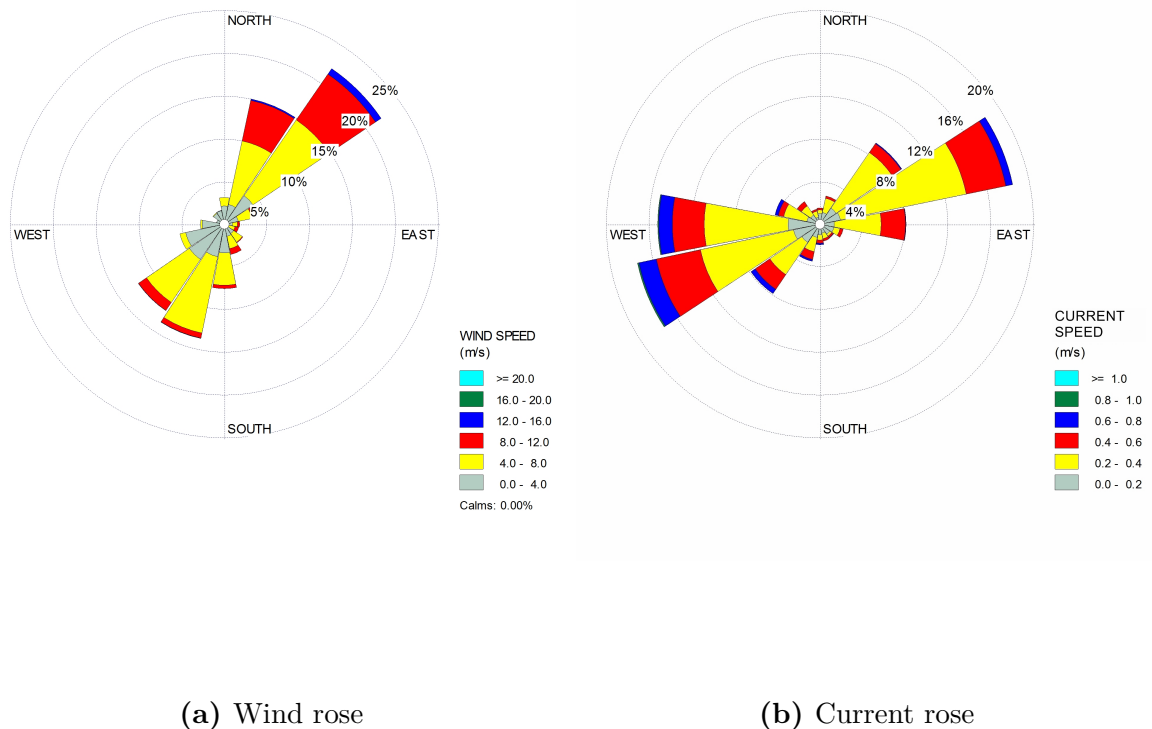 NORTH
25%
20%
15%
10%
5%
WEST
EAST
SOUTH
WIND SPEED
(m/s)
>= 20.0
16.0 - 20.0
12.0 - 16.0
8.0 - 12.0
4.0 - 8.0
0.0 - 4.0
Calms: 0.00%
NORTH
20%
16%
12%
8%
4%
WEST
EAST
SOUTH
CURRENT
SPEED
(m/s)
>= 1.0
0.8 - 1.0
0.6 - 0.8
0.4 - 0.6
0.2 - 0.4
0.0 - 0.2
(a) Wind rose
(b) Current rose